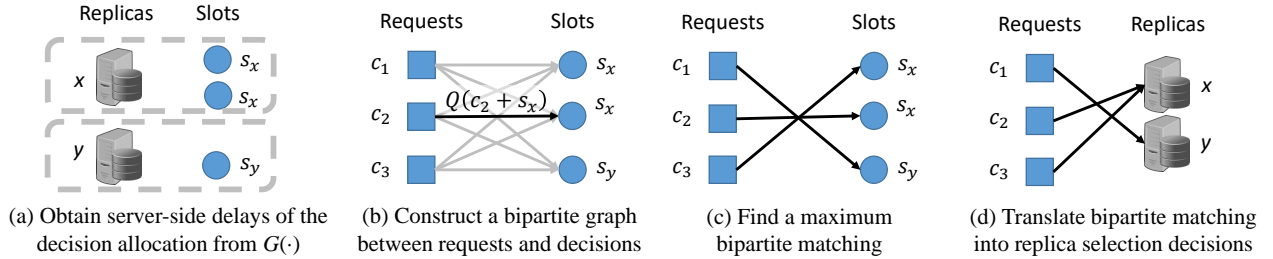 Replicas Slots
x
s_x
s_x
y
s_y
(a) Obtain server-side delays of the
decision allocation from G(·)
Requests Slots
c_1
c_2
c_3
Q(c_2 + s_x)
s_x
s_x
s_y
(b) Construct a bipartite graph
between requests and decisions
Requests Slots
c_1
c_2
c_3
s_x
s_x
s_y
(c) Find a maximum
bipartite matching
Requests Replicas
c_1
c_2
c_3
x
y
(d) Translate bipartite matching
into replica selection decisions